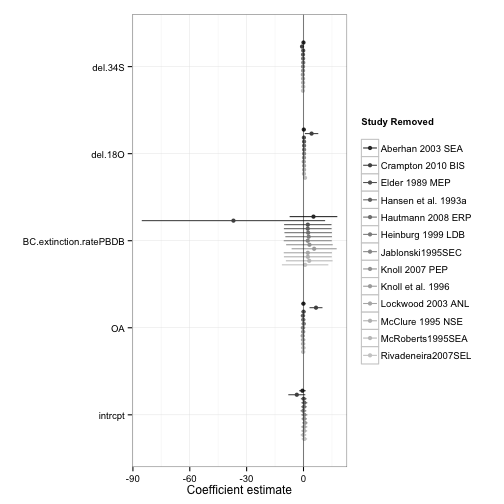 del.34S
del.18O
BC.extinction.ratePBDB
OA
intrcpt
-90
-60
-30
0
Coefficient estimate
Study Removed
Aberhan 2003 SEA
Crampton 2010 BIS
Elder 1989 MEP
Hansen et al. 1993a
Hautmann 2008 ERP
Heinburg 1999 LDB
Jablonski1995SEC
Knoll 2007 PEP
Knoll et al. 1996
Lockwood 2003 ANL
McClure 1995 NSE
McRoberts1995SEA
Rivadeneira2007SEL